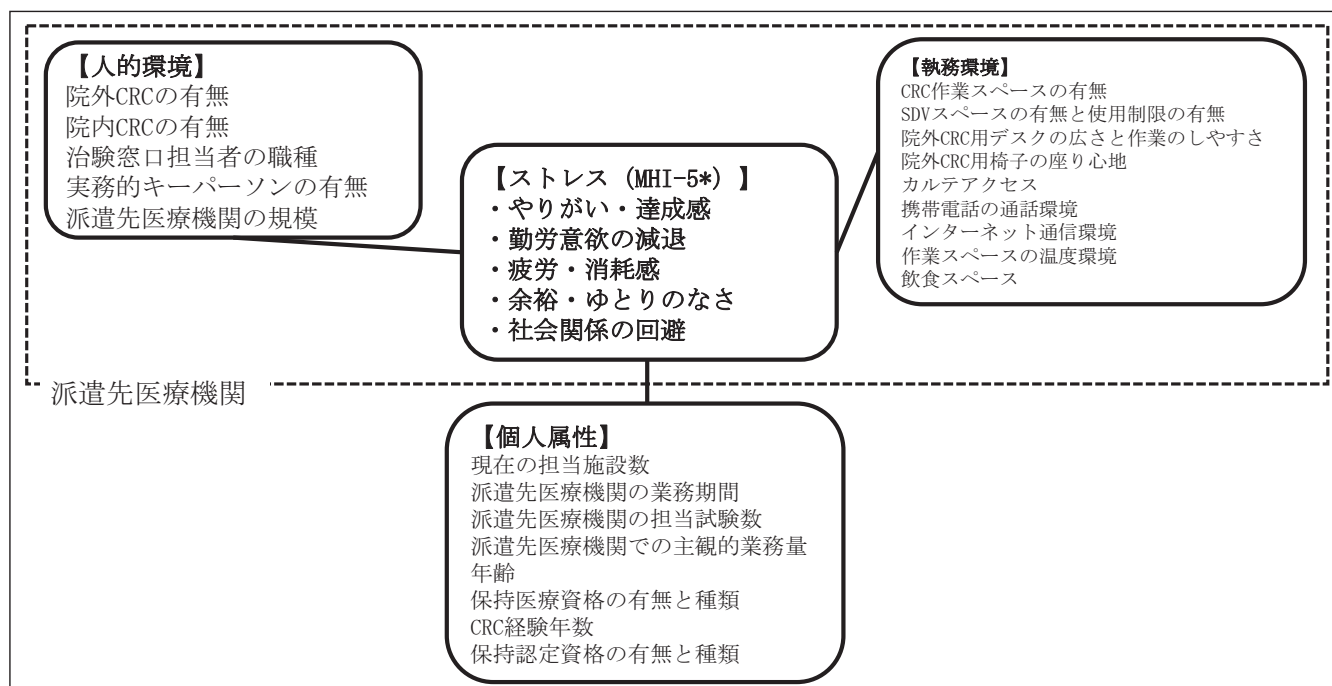 【人的環境】
院外CRCの有無
院内CRCの有無
治験窓口担当者の職種
実務的キーパーソンの有無
派遣先医療機関の規模
【ストレス (MHI-5*) 】
・やりがい・達成感
・勤労意欲の減退
・疲労・消耗感
・余裕・ゆとりのなさ
・社会関係の回避
【執務環境】
CRC作業スペースの有無
SDVスペースの有無と使用制限の有無
院外CRC用デスクの広さと作業のしやすさ
院外CRC用椅子の座り心地
カルテアクセス
携帯電話の通話環境
インターネット通信環境
作業スペースの温度環境
飲食スペース
派遣先医療機関
【個人属性】
現在の担当施設数
派遣先医療機関の業務期間
派遣先医療機関の担当試験数
派遣先医療機関での主観的業務量
年齢
保持医療資格の有無と種類
CRC経験年数
保持認定資格の有無と種類